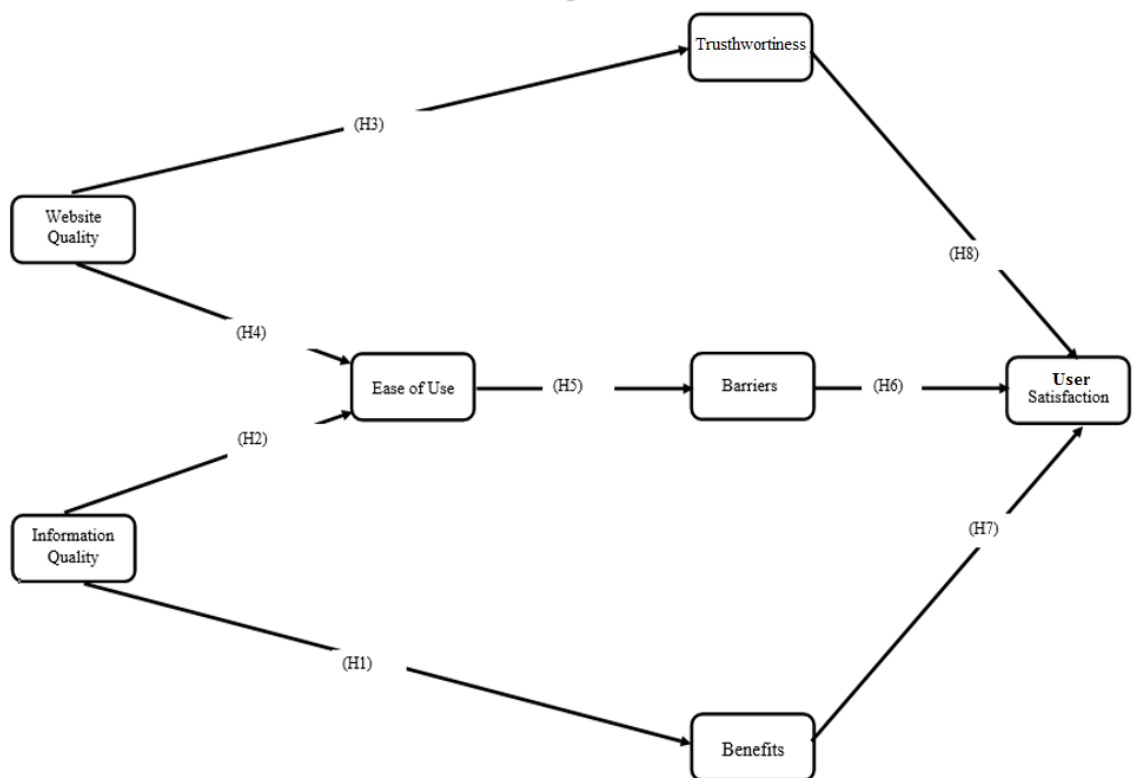 Trusthwortiness
(H3)
Website
Quality
(H8)
(H4)
Ease of Use
(H5)
Barriers
(H6)
User
Satisfaction
(H2)
Information
Quality
(H7)
(H1)
Benefits